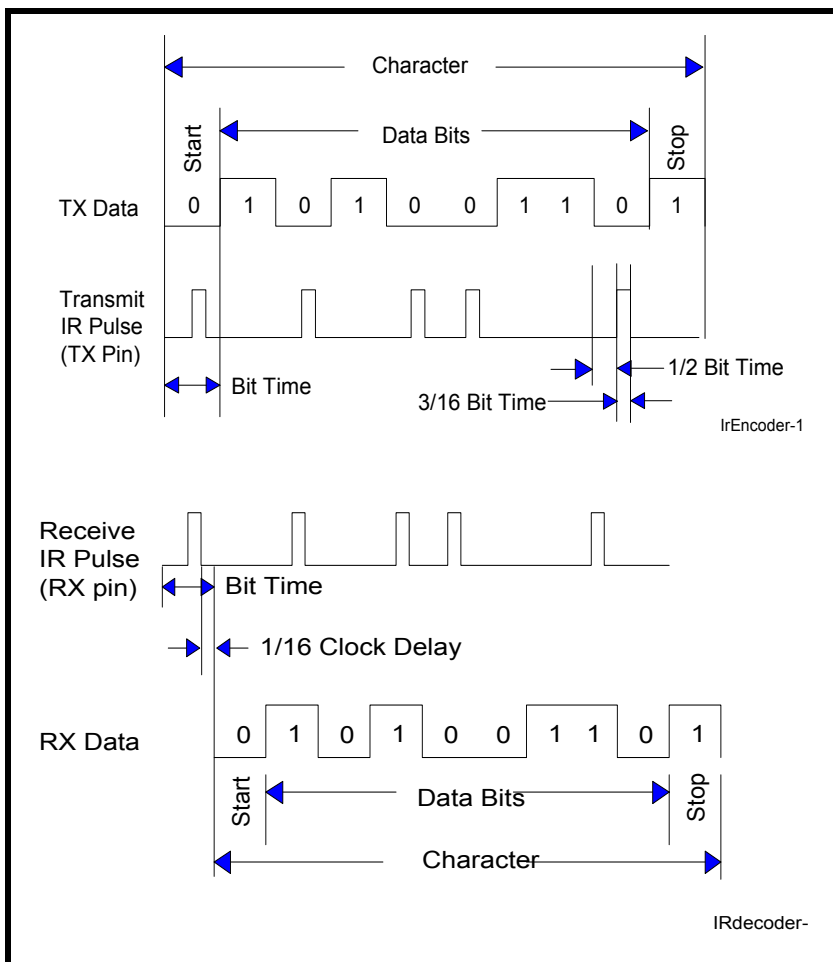 Character
Start
Data Bits
Stop
TX Data
0 1 0 1 0 0 1 1 0 1
Transmit
IR Pulse
(TX Pin)
1/2 Bit Time
Bit Time
3/16 Bit Time
IrEncoder-1
Receive
IR Pulse
(RX pin)
Bit Time
1/16 Clock Delay
RX Data
0 1 0 1 0 0 1 1 0 1
Start
Data Bits
Stop
Character
IRdecoder-